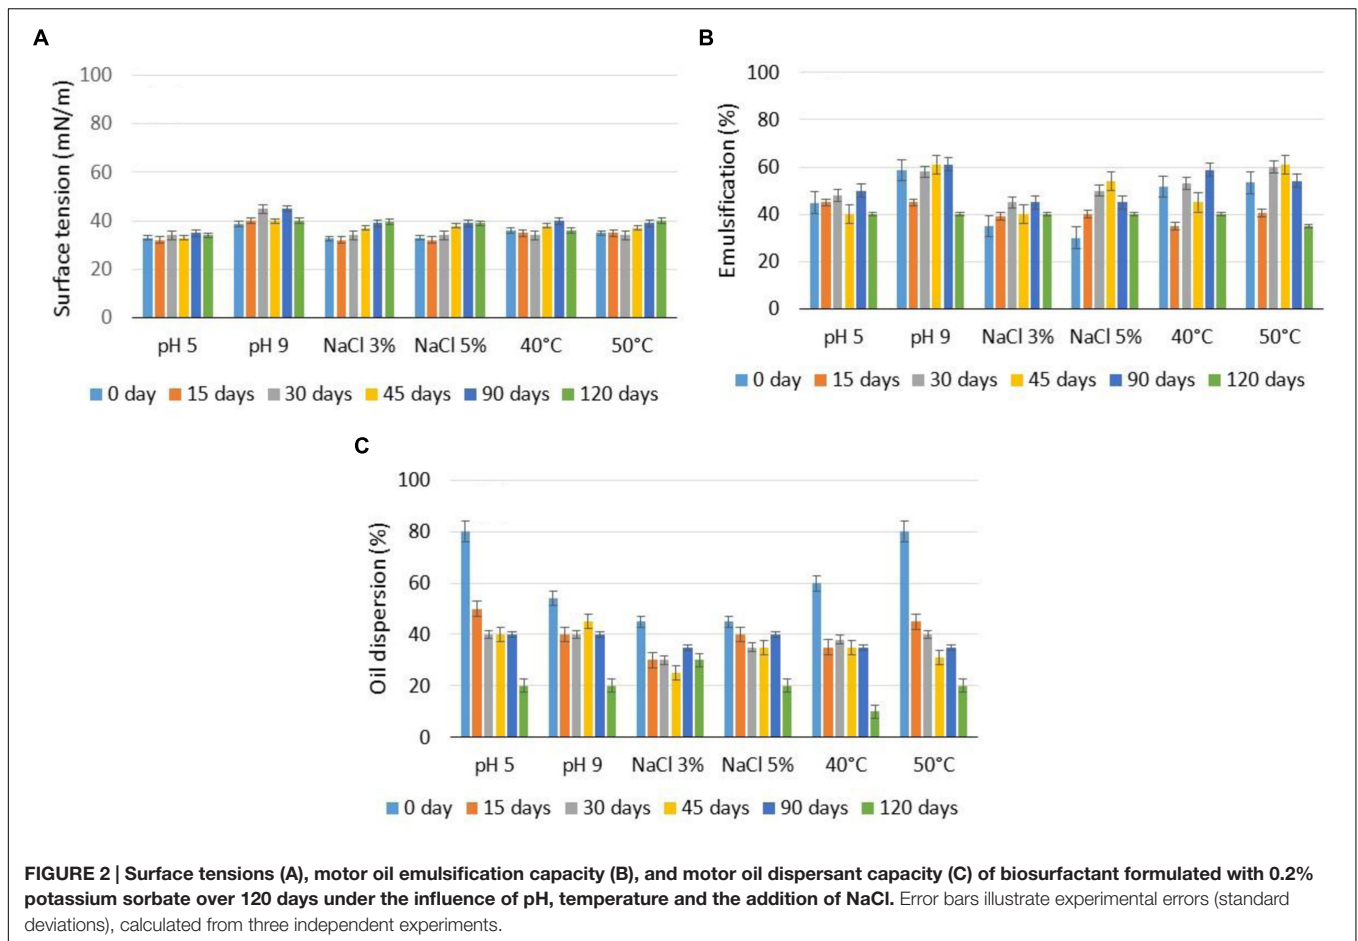 A
Surface tension (mN/m)
100
80
60
40
20
0
pH 5 pH 9 NaCl 3% NaCl 5% 40°C 50°C
0 day 15 days 30 days 45 days 90 days 120 days
B
Emulsification (%)
100
80
60
40
20
0
pH 5 pH 9 NaCl 3% NaCl 5% 40°C 50°C
0 day 15 days 30 days 45 days 90 days 120 days
C
Oil dispersion (%)
100
80
60
40
20
0
pH 5 pH 9 NaCl 3% NaCl 5% 40°C 50°C
0 day 15 days 30 days 45 days 90 days 120 days
FIGURE 2 | Surface tensions (A), motor oil emulsification capacity (B), and motor oil dispersant capacity (C) of biosurfactant formulated with 0.2%
potassium sorbate over 120 days under the influence of pH, temperature and the addition of NaCl. Error bars illustrate experimental errors (standard
deviations), calculated from three independent experiments.